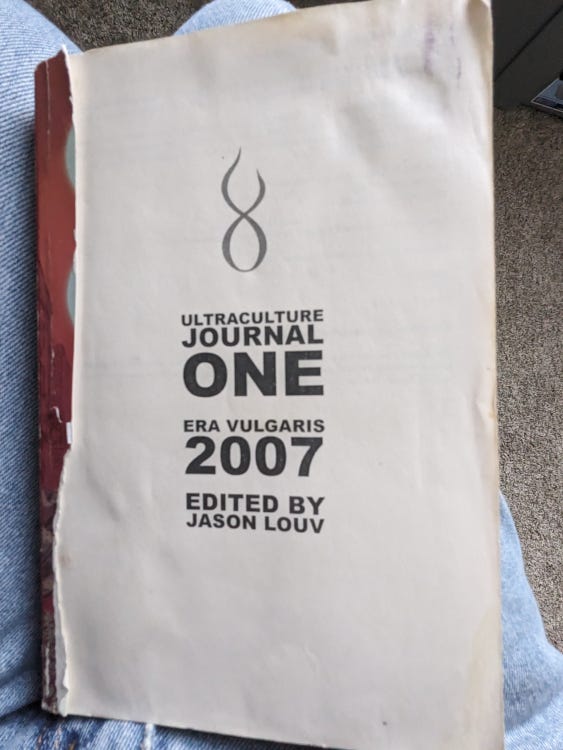 ULTRACULTURE
JOURNAL
ONE
ERA VULGARIS
2007
EDITED BY
JASON LOUV